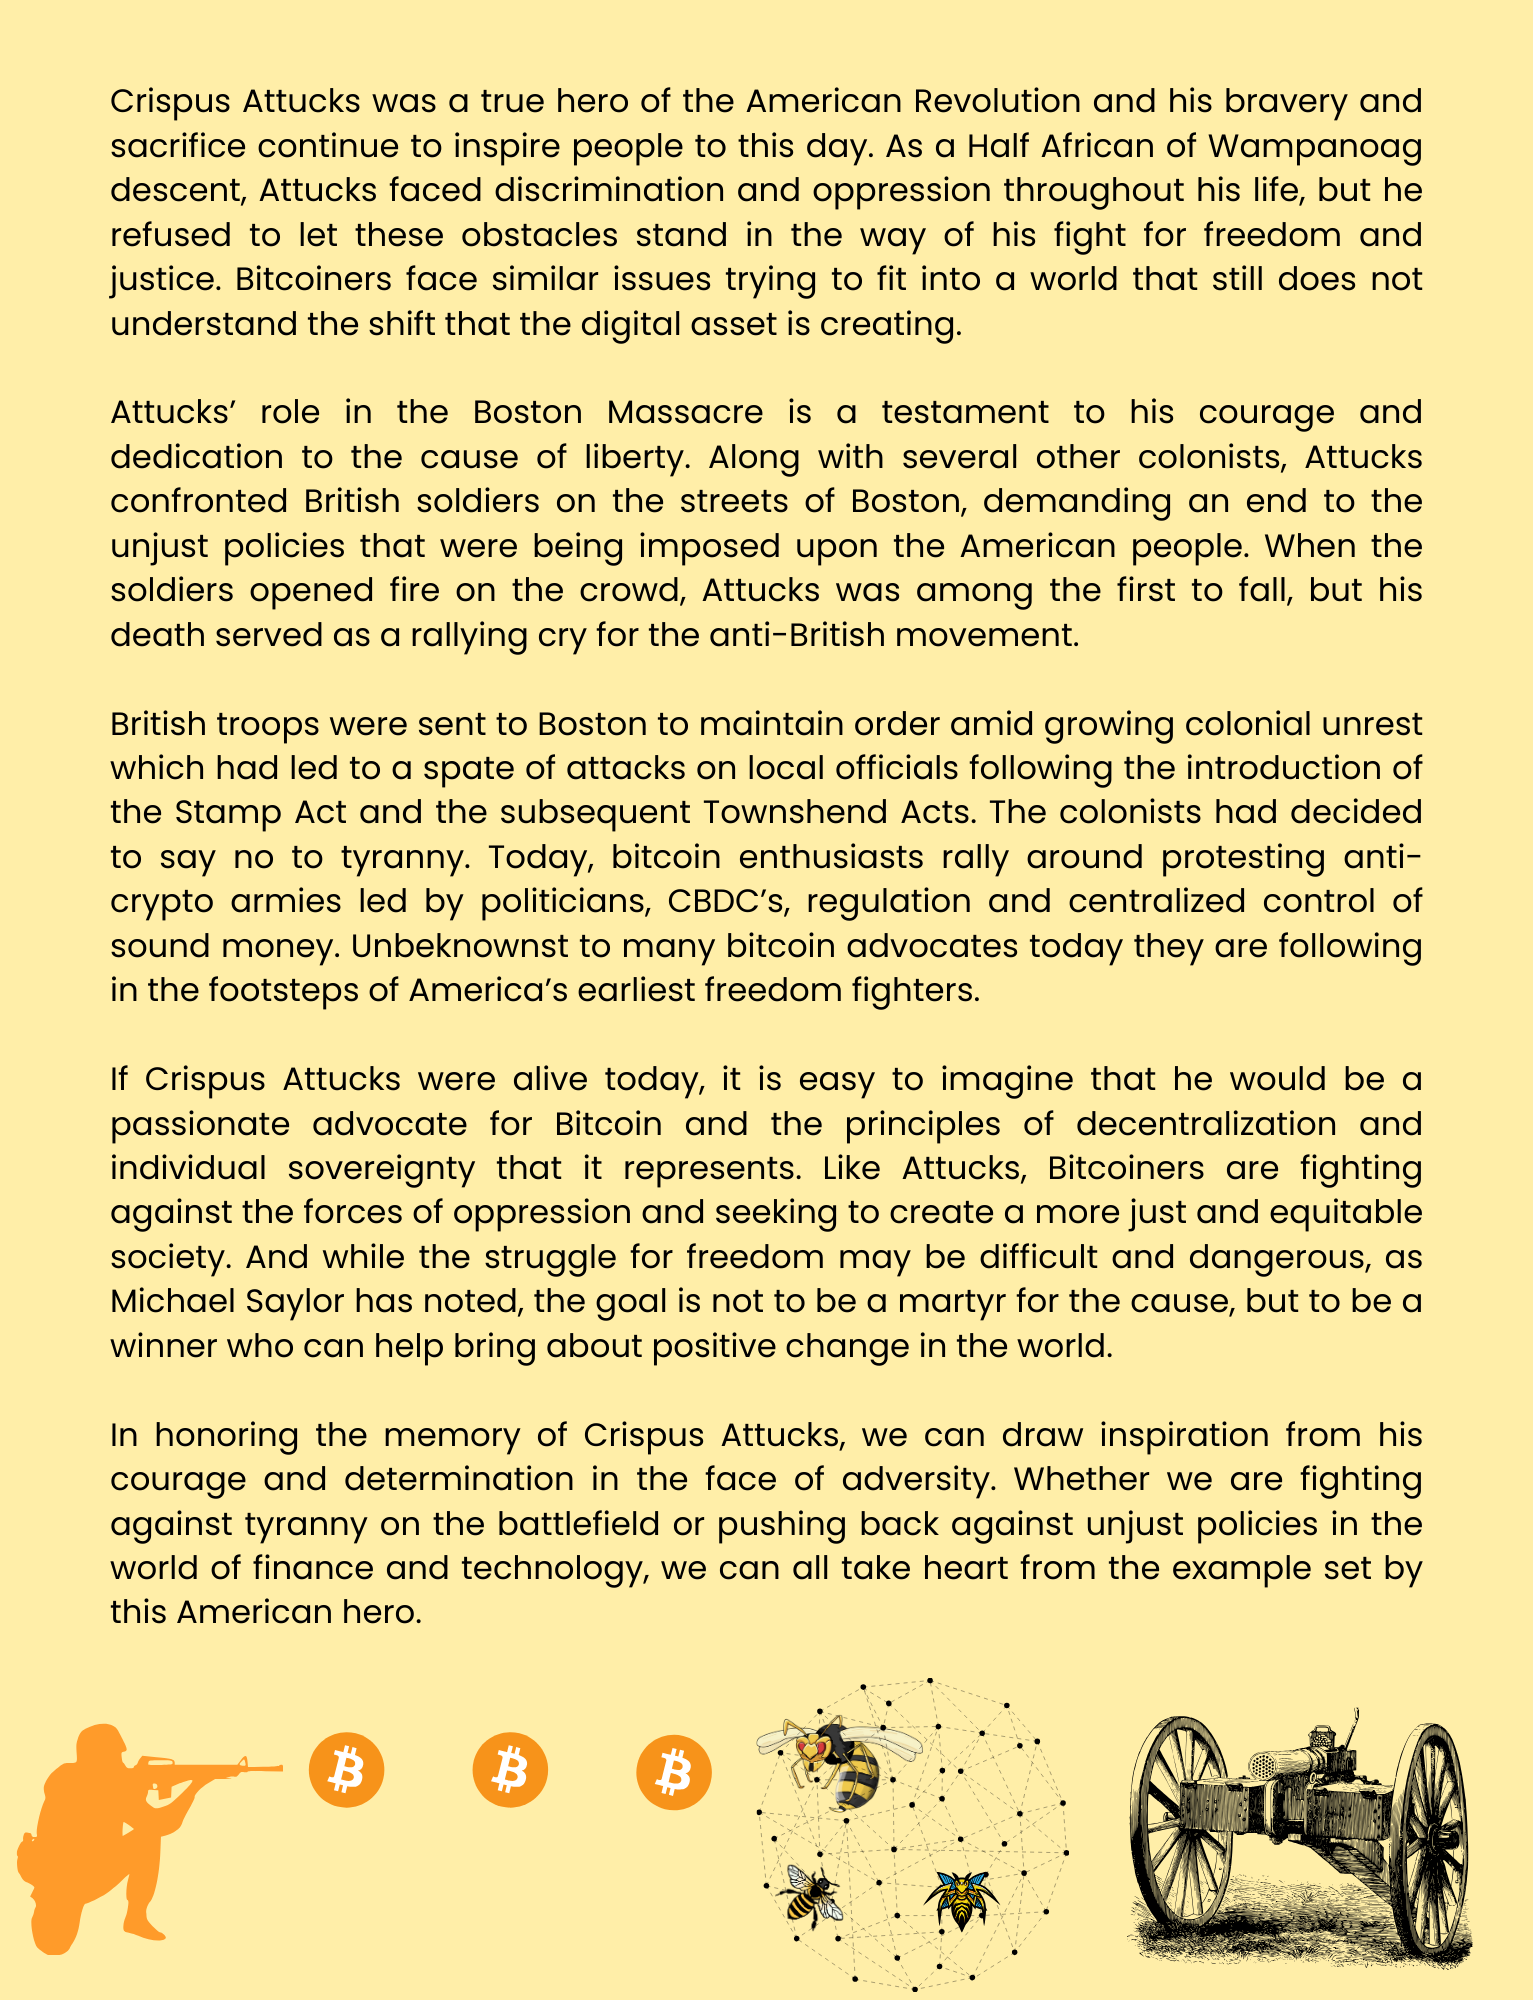 Crispus Attucks was a true hero of the American Revolution and his bravery and
sacrifice continue to inspire people to this day. As a Half African of Wampanoag
descent, Attucks faced discrimination and oppression throughout his life, but he
refused to let these obstacles stand in the way of his fight for freedom and
justice. Bitcoiners face similar issues trying to fit into a world that still does not
understand the shift that the digital asset is creating.
Attucks’ role in the Boston Massacre is a testament to his courage and
dedication to the cause of liberty. Along with several other colonists, Attucks
confronted British soldiers on the streets of Boston, demanding an end to the
unjust policies that were being imposed upon the American people. When the
soldiers opened fire on the crowd, Attucks was among the first to fall, but his
death served as a rallying cry for the anti-British movement.
British troops were sent to Boston to maintain order amid growing colonial unrest
which had led to a spate of attacks on local officials following the introduction of
the Stamp Act and the subsequent Townshend Acts. The colonists had decided
to say no to tyranny. Today, bitcoin enthusiasts rally around protesting anti-
crypto armies led by politicians, CBDC’s, regulation and centralized control of
sound money. Unbeknownst to many bitcoin advocates today they are following
in the footsteps of America’s earliest freedom fighters.
If Crispus Attucks were alive today, it is easy to imagine that he would be a
passionate advocate for Bitcoin and the principles of decentralization and
individual sovereignty that it represents. Like Attucks, Bitcoiners are fighting
against the forces of oppression and seeking to create a more just and equitable
society. And while the struggle for freedom may be difficult and dangerous, as
Michael Saylor has noted, the goal is not to be a martyr for the cause, but to be a
winner who can help bring about positive change in the world.
In honoring the memory of Crispus Attucks, we can draw inspiration from his
courage and determination in the face of adversity. Whether we are fighting
against tyranny on the battlefield or pushing back against unjust policies in the
world of finance and technology, we can all take heart from the example set by
this American hero.